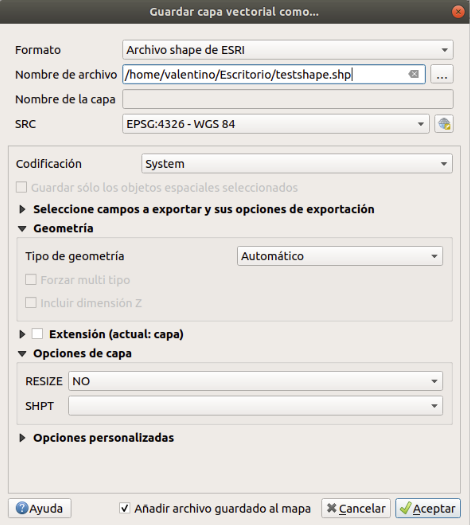 Guardar capa vectorial como...
Formato Archivo shape de ESRI
Nombre de archivo /home/valentino/Escritorio/testshape.shp ...
Nombre de la capa
SRC EPSG:4326 - WGS 84
Codificación System
Guardar sólo los objetos espaciales seleccionados
Seleccione campos a exportar y sus opciones de exportación
Geometría
Tipo de geometría Automático
Forzar multi tipo
Incluir dimensión Z
Extensión (actual: capa)
Opciones de capa
RESIZE NO
SHPT
Opciones personalizadas
Ayuda Añadir archivo guardado al mapa Cancelar Aceptar